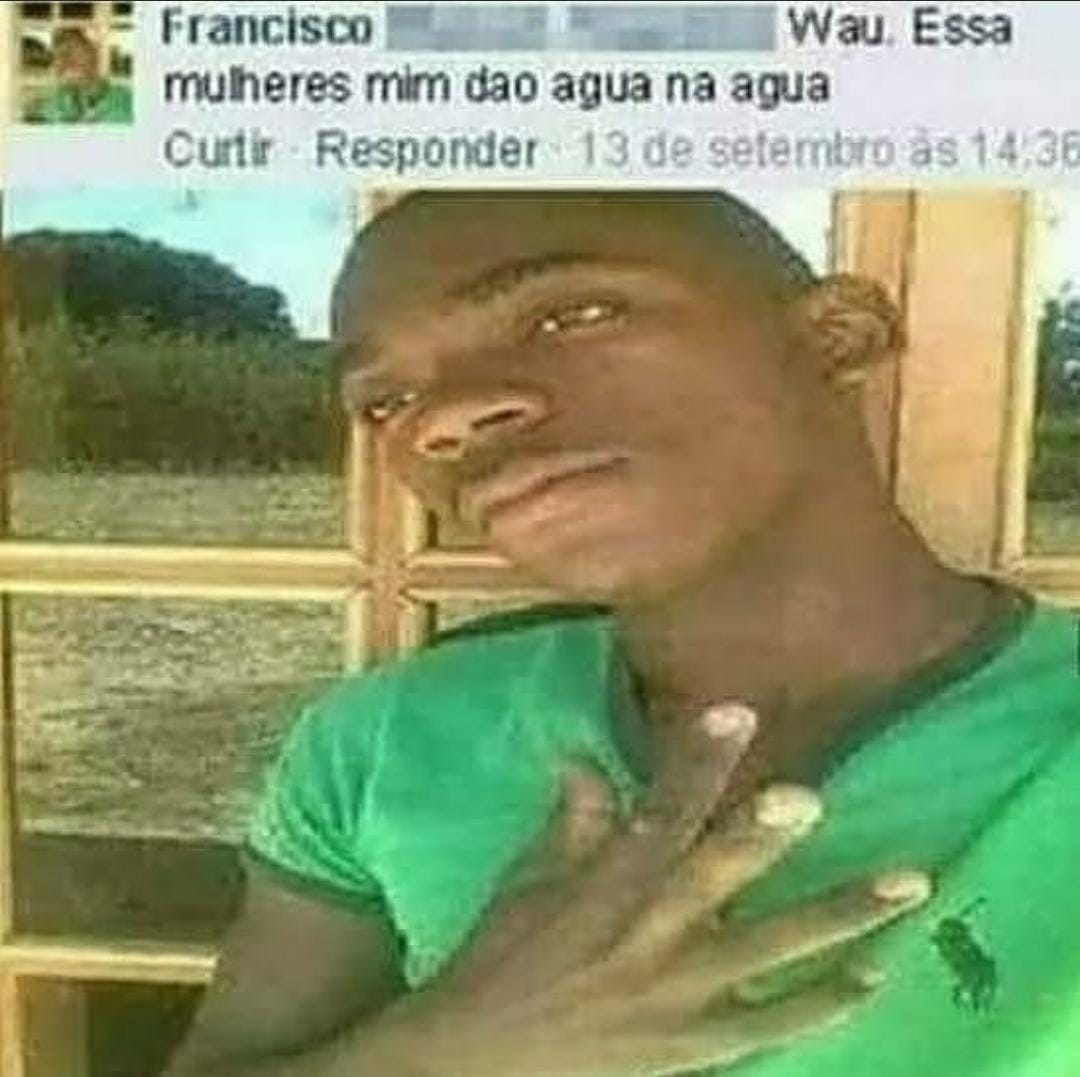 Francisco Wau. Essa
mulheres mim dao agua na agua
Curtir · Responder · 13 de setembro às 14:36